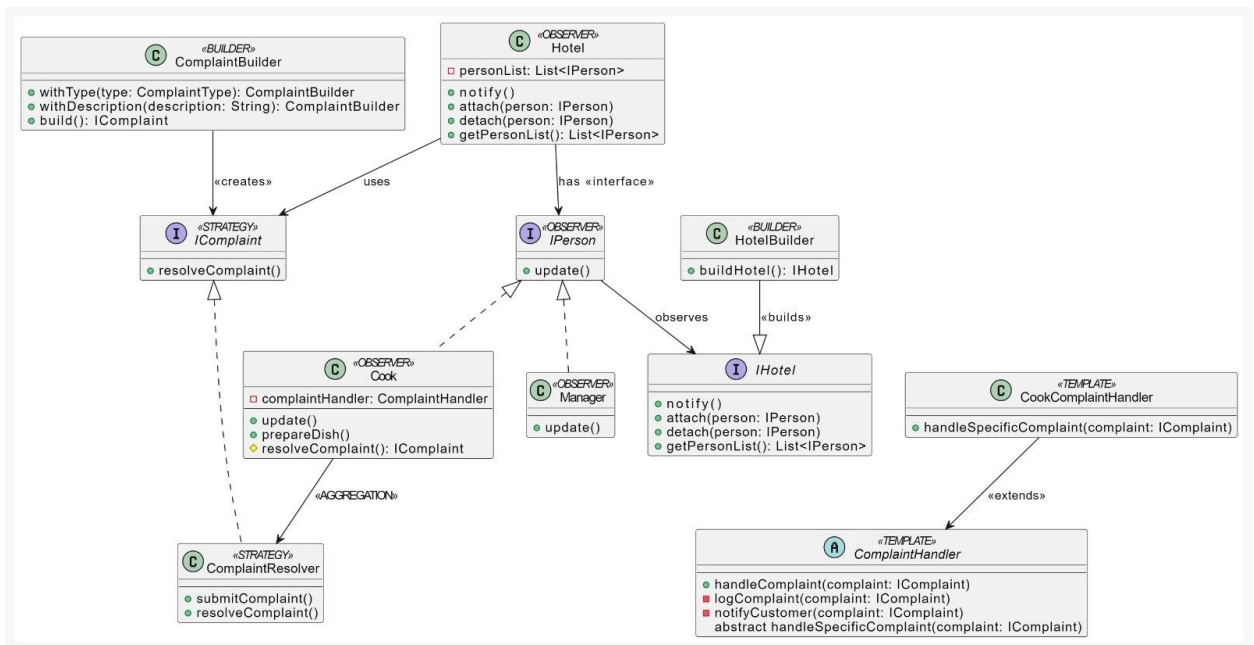 C «BUILDER»
ComplaintBuilder
withType(type: ComplaintType): ComplaintBuilder
withDescription(description: String): ComplaintBuilder
build(): IComplaint
C «OBSERVER»
Hotel
personList: List<IPerson>
notify()
attach(person: IPerson)
detach(person: IPerson)
getPersonList(): List<IPerson>
«creates»
uses
has «interface»
I «STRATEGY»
IComplaint
resolveComplaint()
I «OBSERVER»
IPerson
update()
C «BUILDER»
HotelBuilder
buildHotel(): IHotel
observes
«builds»
C «OBSERVER»
Cook
complaintHandler: ComplaintHandler
update()
prepareDish()
resolveComplaint(): IComplaint
C «OBSERVER»
Manager
update()
I IHotel
notify()
attach(person: IPerson)
detach(person: IPerson)
getPersonList(): List<IPerson>
C «TEMPLATE»
CookComplaintHandler
handleSpecificComplaint(complaint: IComplaint)
«AGGREGATION»
«extends»
C «STRATEGY»
ComplaintResolver
submitComplaint()
resolveComplaint()
A «TEMPLATE»
ComplaintHandler
handleComplaint(complaint: IComplaint)
logComplaint(complaint: IComplaint)
notifyCustomer(complaint: IComplaint)
abstract handleSpecificComplaint(complaint: IComplaint)